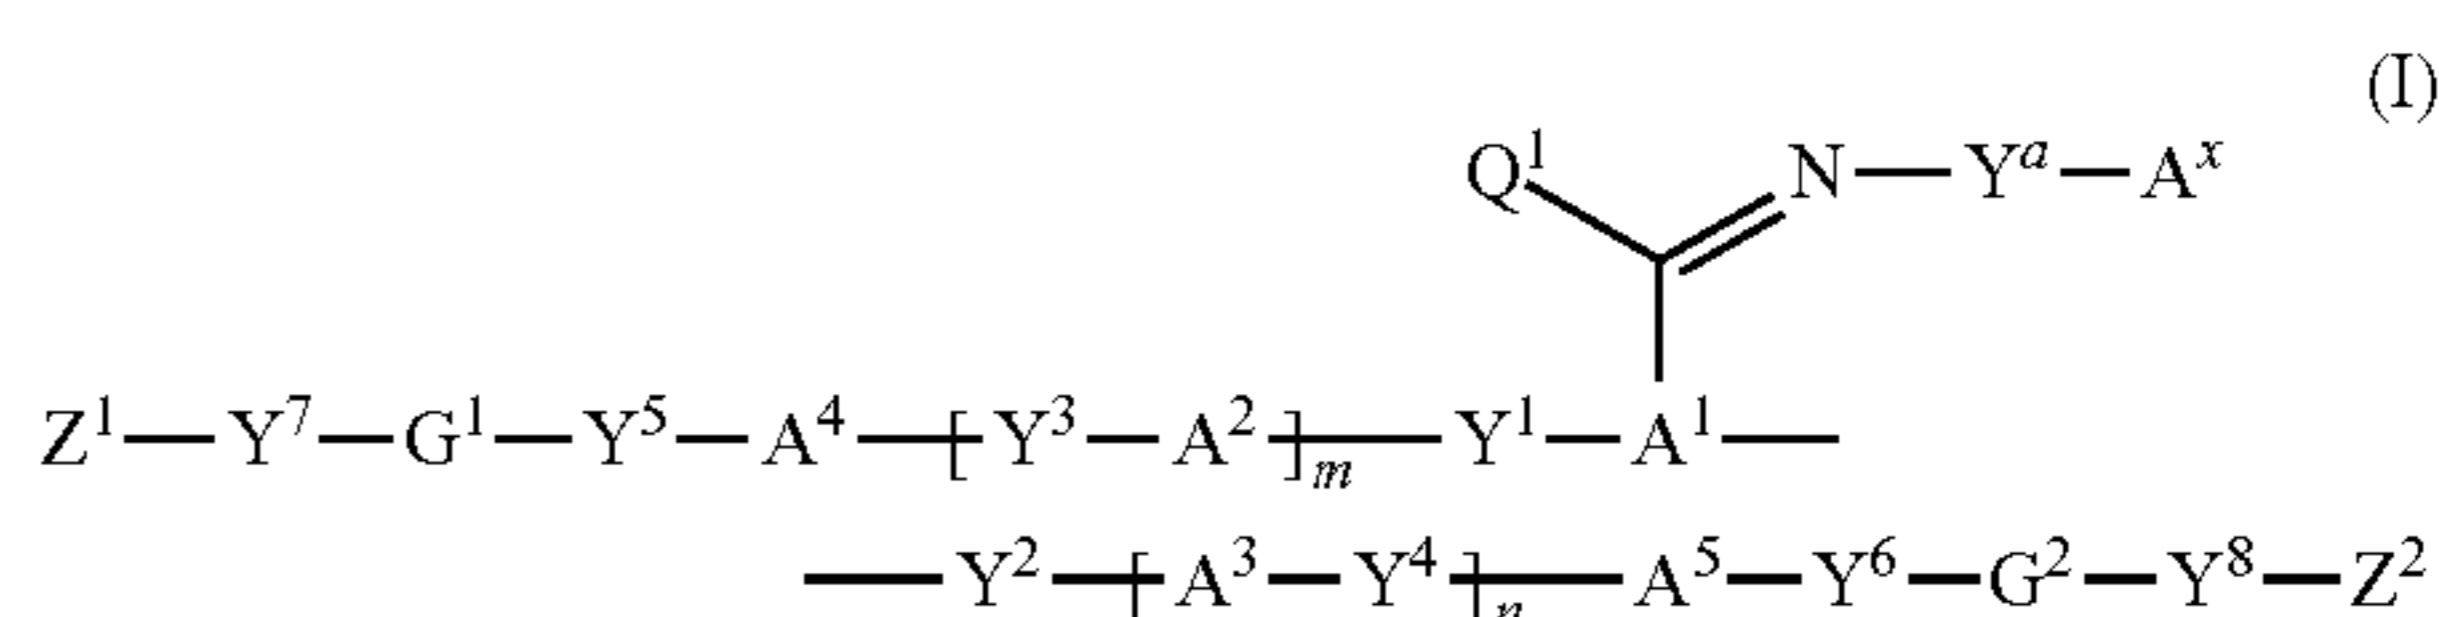 (I)
Q¹ N—Yᵃ—Aˣ
Z¹—Y⁷—G¹—Y⁵—A⁴—[Y³—A²]ₘ—Y¹—A¹—
—Y²—[A³—Y⁴]ₙ—A⁵—Y⁶—G²—Y⁸—Z²